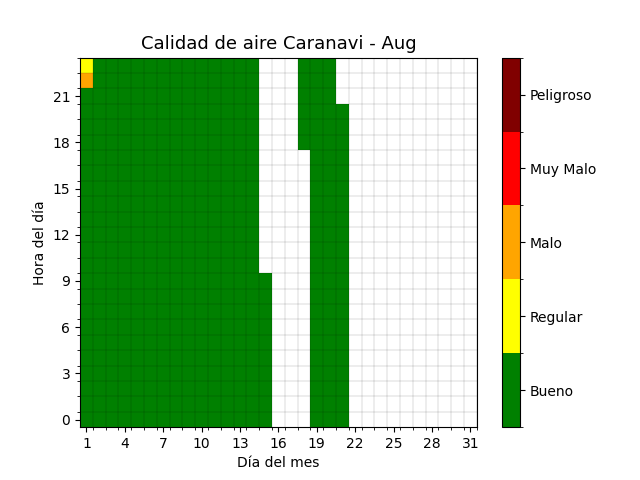 Calidad de aire Caranavi - Aug
Hora del día
21
18
15
12
9
6
3
0
1 4 7 10 13 16 19 22 25 28 31
Día del mes
Peligroso
Muy Malo
Malo
Regular
Bueno